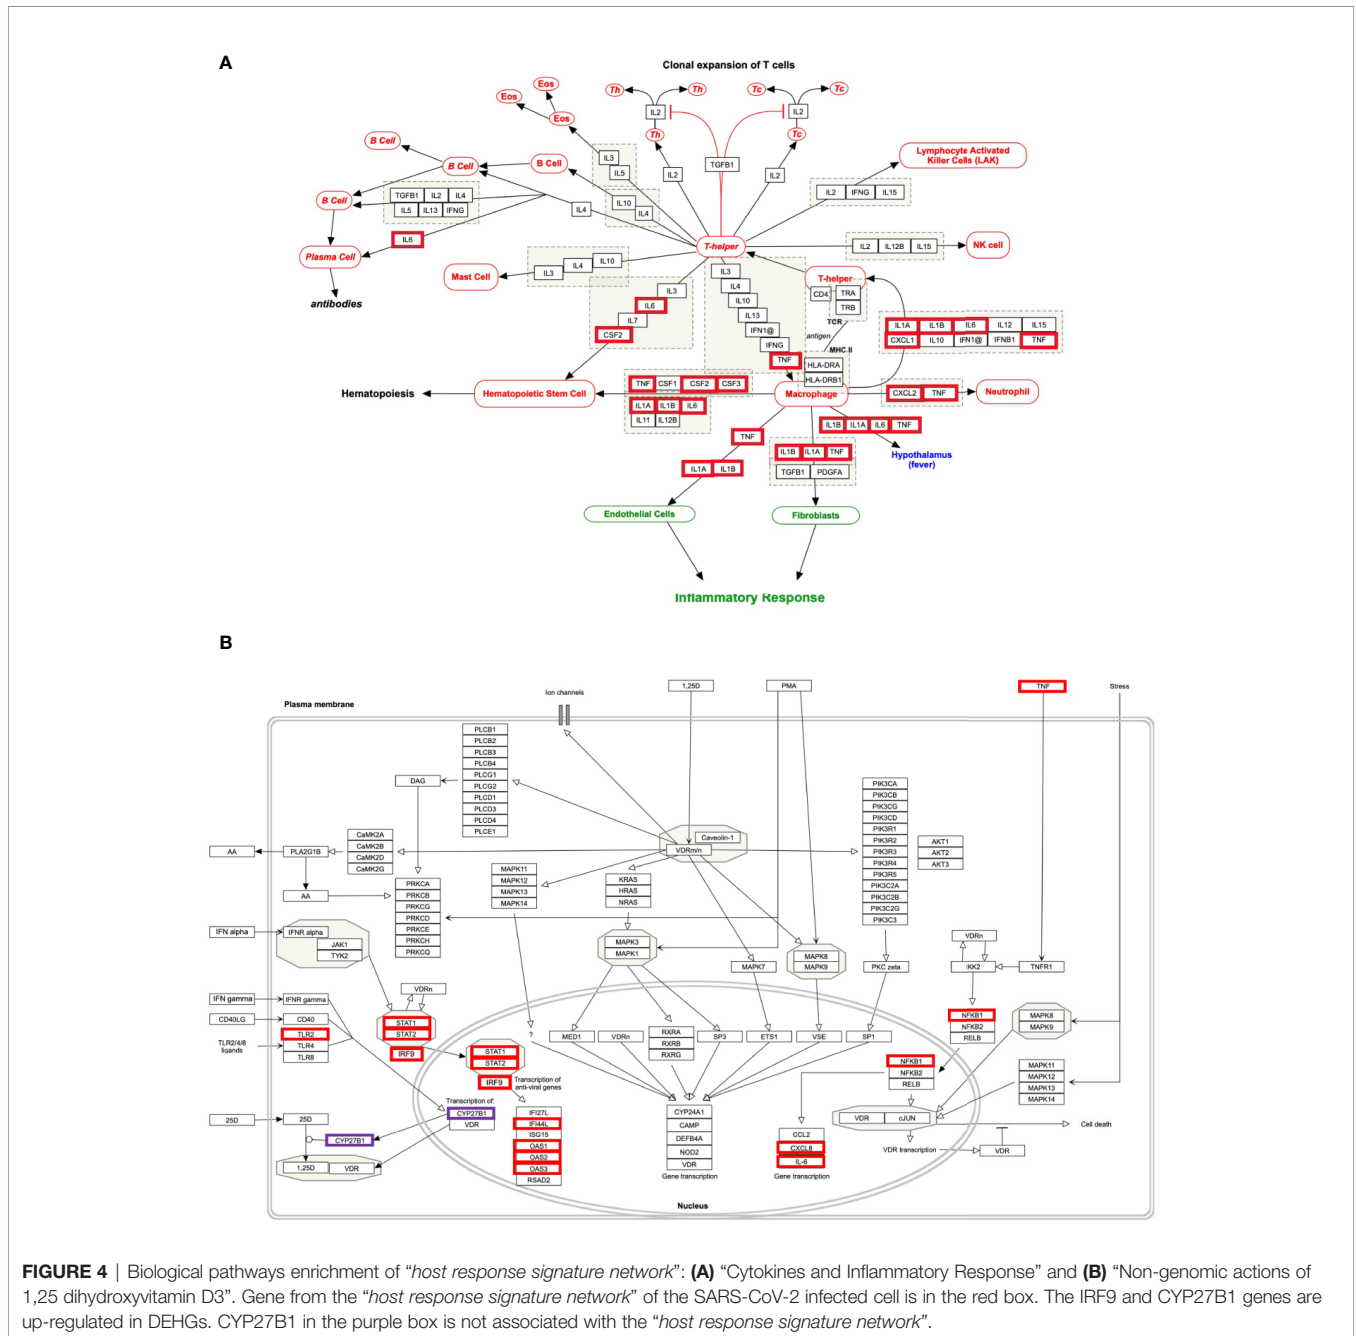 A
Clonal expansion of T cells
Eos
Eos
Eos
Th
Th
Tc
Tc
IL2
IL2
Th
Tc
B Cell
B Cell
B Cell
B Cell
IL3
IL5
IL2
TGFB1
IL2
Lymphocyte Activated
Killer Cells (LAK)
IL2 IFNG IL15
TGFB1 IL2 IL4
IL5 IL13 IFNG
IL4
IL10
IL4
IL6
Plasma Cell
antibodies
T-helper
IL2 IL12B IL15
NK cell
Mast Cell
IL3
IL4
IL10
IL3
IL6
IL7
CSF2
IL3
IL4
IL10
IL13
IFN1@
IFNG
TNF
T-helper
CD4
TRA
TRB
TCR
antigen
MHC II
HLA-DRA
HLA-DRB1
IL1A IL1B IL6 IL12 IL15
CXCL1 IL10 IFN1@ IFNB1 TNF
Hematopoiesis
Hematopoietic Stem Cell
TNF CSF1 CSF2 CSF3
IL1A IL1B IL6
IL11 IL12B
Macrophage
CXCL2 TNF
Neutrophil
TNF
IL1A IL1B
IL1B IL1A IL6 TNF
Hypothalamus
(fever)
IL1B IL1A TNF
TGFB1 PDGFA
Endothelial Cells
Fibroblasts
Inflammatory Response
B
Plasma membrane
Ion channels
1,25D
PMA
TNF
Stress
PLCB1
PLCB2
PLCB3
PLCB4
PLCG1
PLCG2
PLCD1
PLCD3
PLCD4
PLCE1
DAG
PIK3CA
PIK3CB
PIK3CG
PIK3CD
PIK3R1
PIK3R2
PIK3R3
PIK3R4
PIK3R5
PIK3C2A
PIK3C2B
PIK3C2G
PIK3C3
AKT1
AKT2
AKT3
Caveolin-1
VDRm/n
AA
PLA2G1B
CaMK2A
CaMK2B
CaMK2D
CaMK2G
AA
PRKCA
PRKCB
PRKCG
PRKCD
PRKCE
PRKCH
PRKCQ
MAPK11
MAPK12
MAPK13
MAPK14
KRAS
HRAS
NRAS
IFN alpha
IFNR alpha
JAK1
TYK2
MAPK3
MAPK1
MAPK7
MAPK8
MAPK9
PKC zeta
VDRn
IKK2
TNFR1
IFN gamma
IFNR gamma
CD40LG
CD40
TLR2/4/8
ligands
TLR2
TLR4
TLR8
VDRn
STAT1
STAT2
IRF9
STAT1
STAT2
IRF9
Transcription of
anti-viral genes
?
MED1
VDRn
RXRA
RXRB
RXRG
SP3
ETS1
VSE
SP1
NFKB1
NFKB2
RELB
NFKB1
NFKB2
RELB
MAPK8
MAPK9
MAPK11
MAPK12
MAPK13
MAPK14
Transcription of:
CYP27B1
VDR
25D
25D
CYP27B1
1,25D VDR
IFI27L
IFI44L
ISG15
OAS1
OAS2
OAS3
RSAD2
CYP24A1
CAMP
DEFB4A
NOD2
VDR
Gene transcription
CCL2
CXCL8
IL-6
Gene transcription
VDR cJUN
Cell death
VDR transcription
VDR
Nucleus
FIGURE 4 | Biological pathways enrichment of “host response signature network”: (A) “Cytokines and Inflammatory Response” and (B) “Non-genomic actions of
1,25 dihydroxyvitamin D3”. Gene from the “host response signature network” of the SARS-CoV-2 infected cell is in the red box. The IRF9 and CYP27B1 genes are
up-regulated in DEHGs. CYP27B1 in the purple box is not associated with the “host response signature network”.